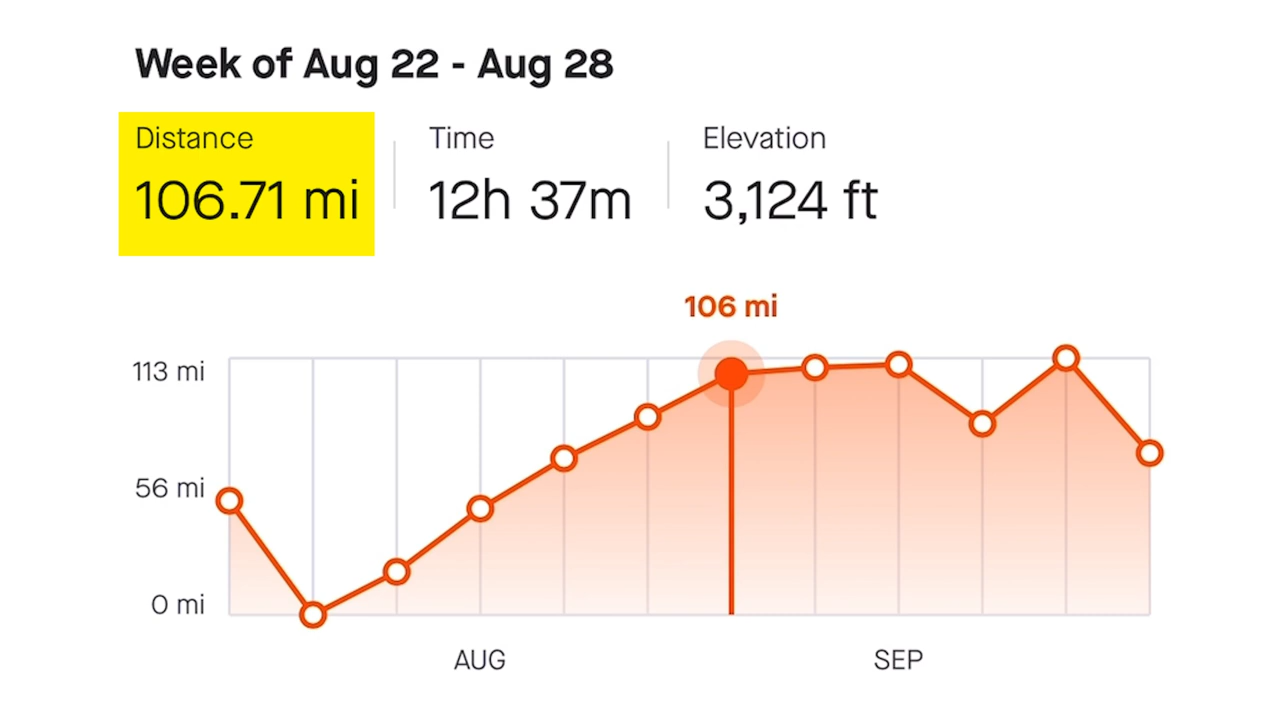 Week of Aug 22 - Aug 28
Distance
106.71 mi
Time
12h 37m
Elevation
3,124 ft
106 mi
113 mi
56 mi
0 mi
AUG
SEP